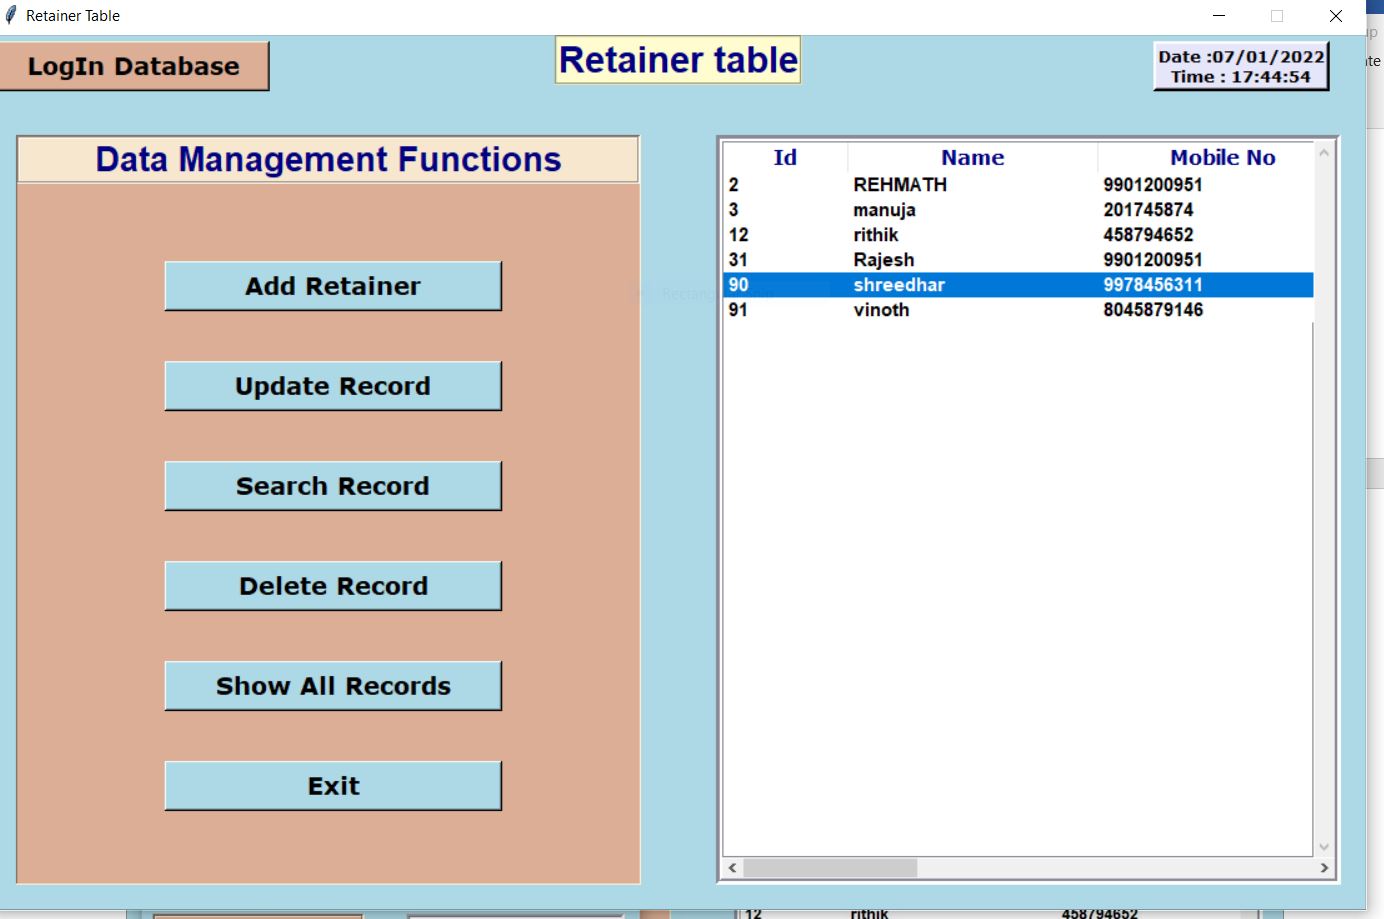 Retainer Table
LogIn Database
Retainer table
Date :07/01/2022
Time : 17:44:54
Data Management Functions
Add Retainer
Update Record
Search Record
Delete Record
Show All Records
Exit
Id Name Mobile No
2 REHMATH 9901200951
3 manuja 201745874
12 rithik 458794652
31 Rajesh 9901200951
90 shreedhar 9978456311
91 vinoth 8045879146
12 rithik 458794652